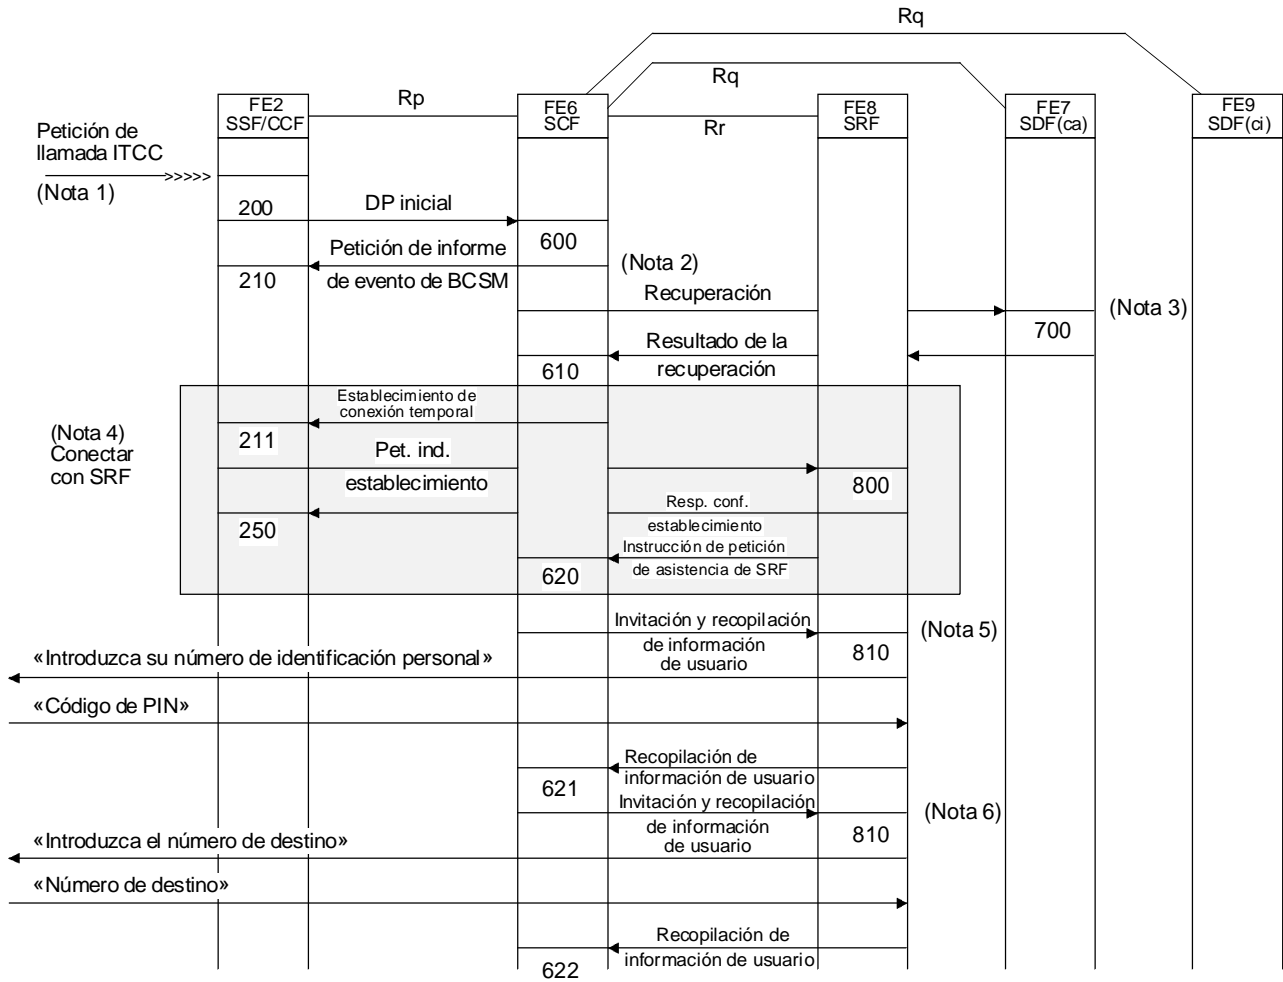 Rq
Rq
FE2
SSF/CCF
Rp
FE6
SCF
Rr
FE8
SRF
FE7
SDF(ca)
FE9
SDF(ci)
Petición de
llamada ITCC
>>>>>
(Nota 1)
200
DP inicial
600
Petición de informe
de evento de BCSM
210
(Nota 2)
Recuperación
(Nota 3)
700
Resultado de la
recuperación
610
Establecimiento de
conexión temporal
(Nota 4)
Conectar
con SRF
211
Pet. ind.
establecimiento
800
Resp. conf.
establecimiento
250
Instrucción de petición
de asistencia de SRF
620
Invitación y recopilación
de información
de usuario
810
(Nota 5)
«Introduzca su número de identificación personal»
«Código de PIN»
Recopilación de
información de usuario
621
Invitación y recopilación
de información
de usuario
810
(Nota 6)
«Introduzca el número de destino»
«Número de destino»
Recopilación de
información de usuario
622